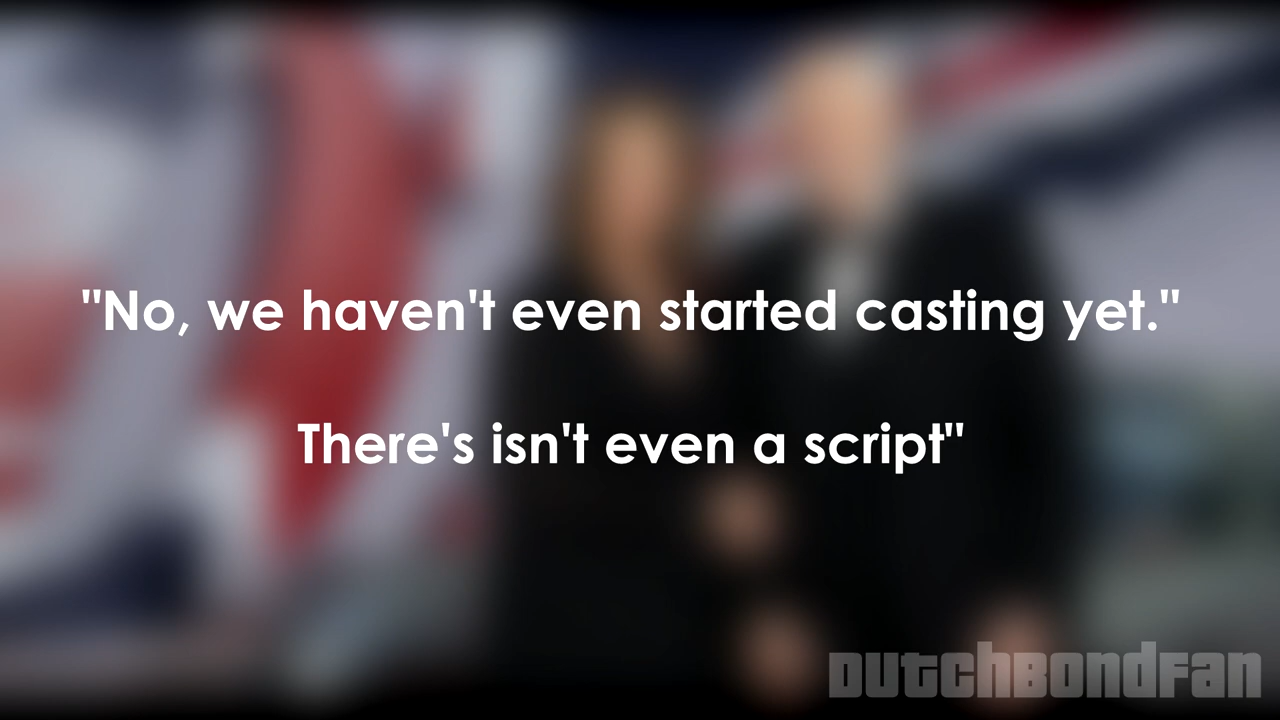 "No, we haven't even started casting yet."
There's isn't even a script"
DutchBondFan